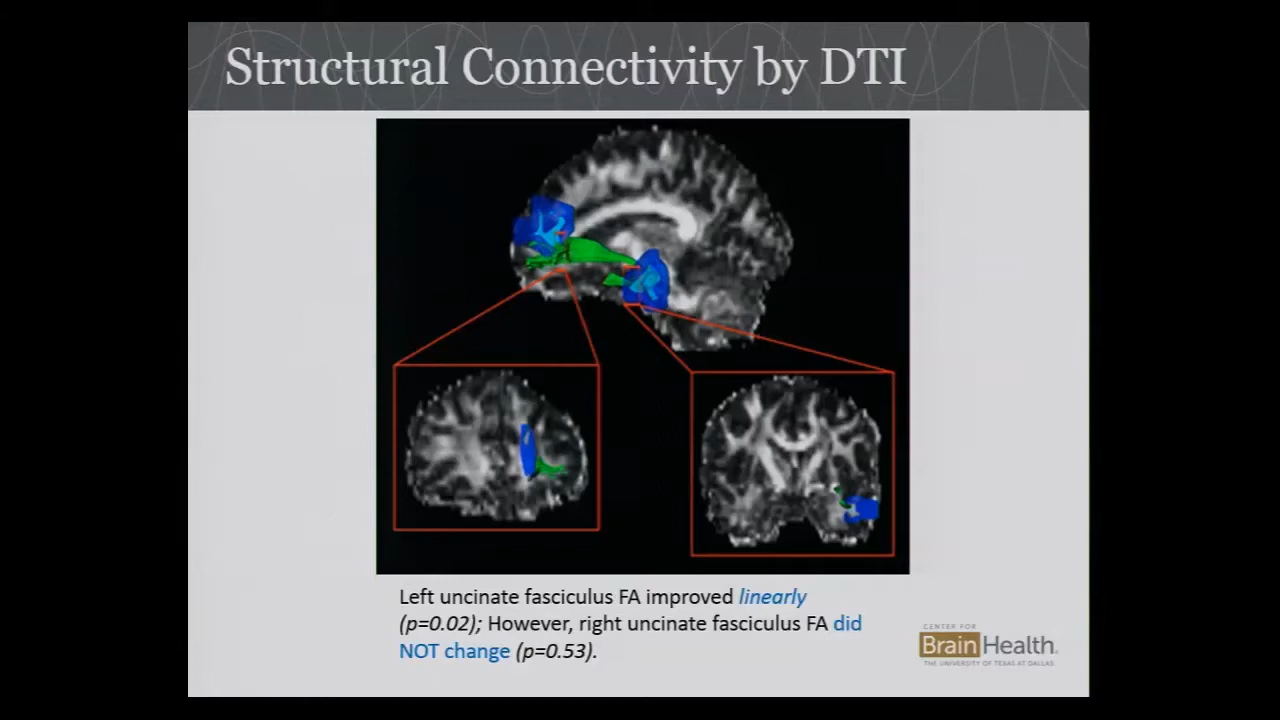 Structural Connectivity by DTI
Left uncinate fasciculus FA improved linearly
(p=0.02); However, right uncinate fasciculus FA did
NOT change (p=0.53).
CENTER FOR
BrainHealth.
THE UNIVERSITY OF TEXAS AT DALLAS